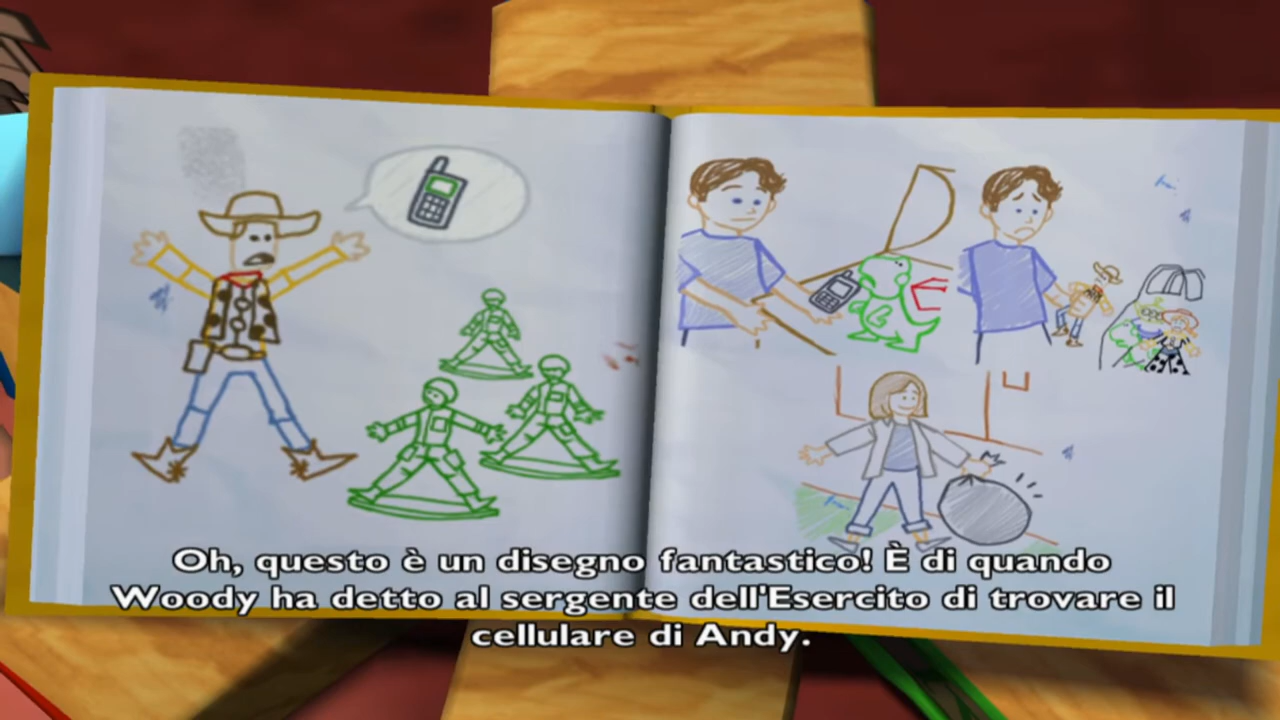 Oh, questo è un disegno fantastico! È di quando
Woody ha detto al sergente dell'Esercito di trovare il
cellulare di Andy.